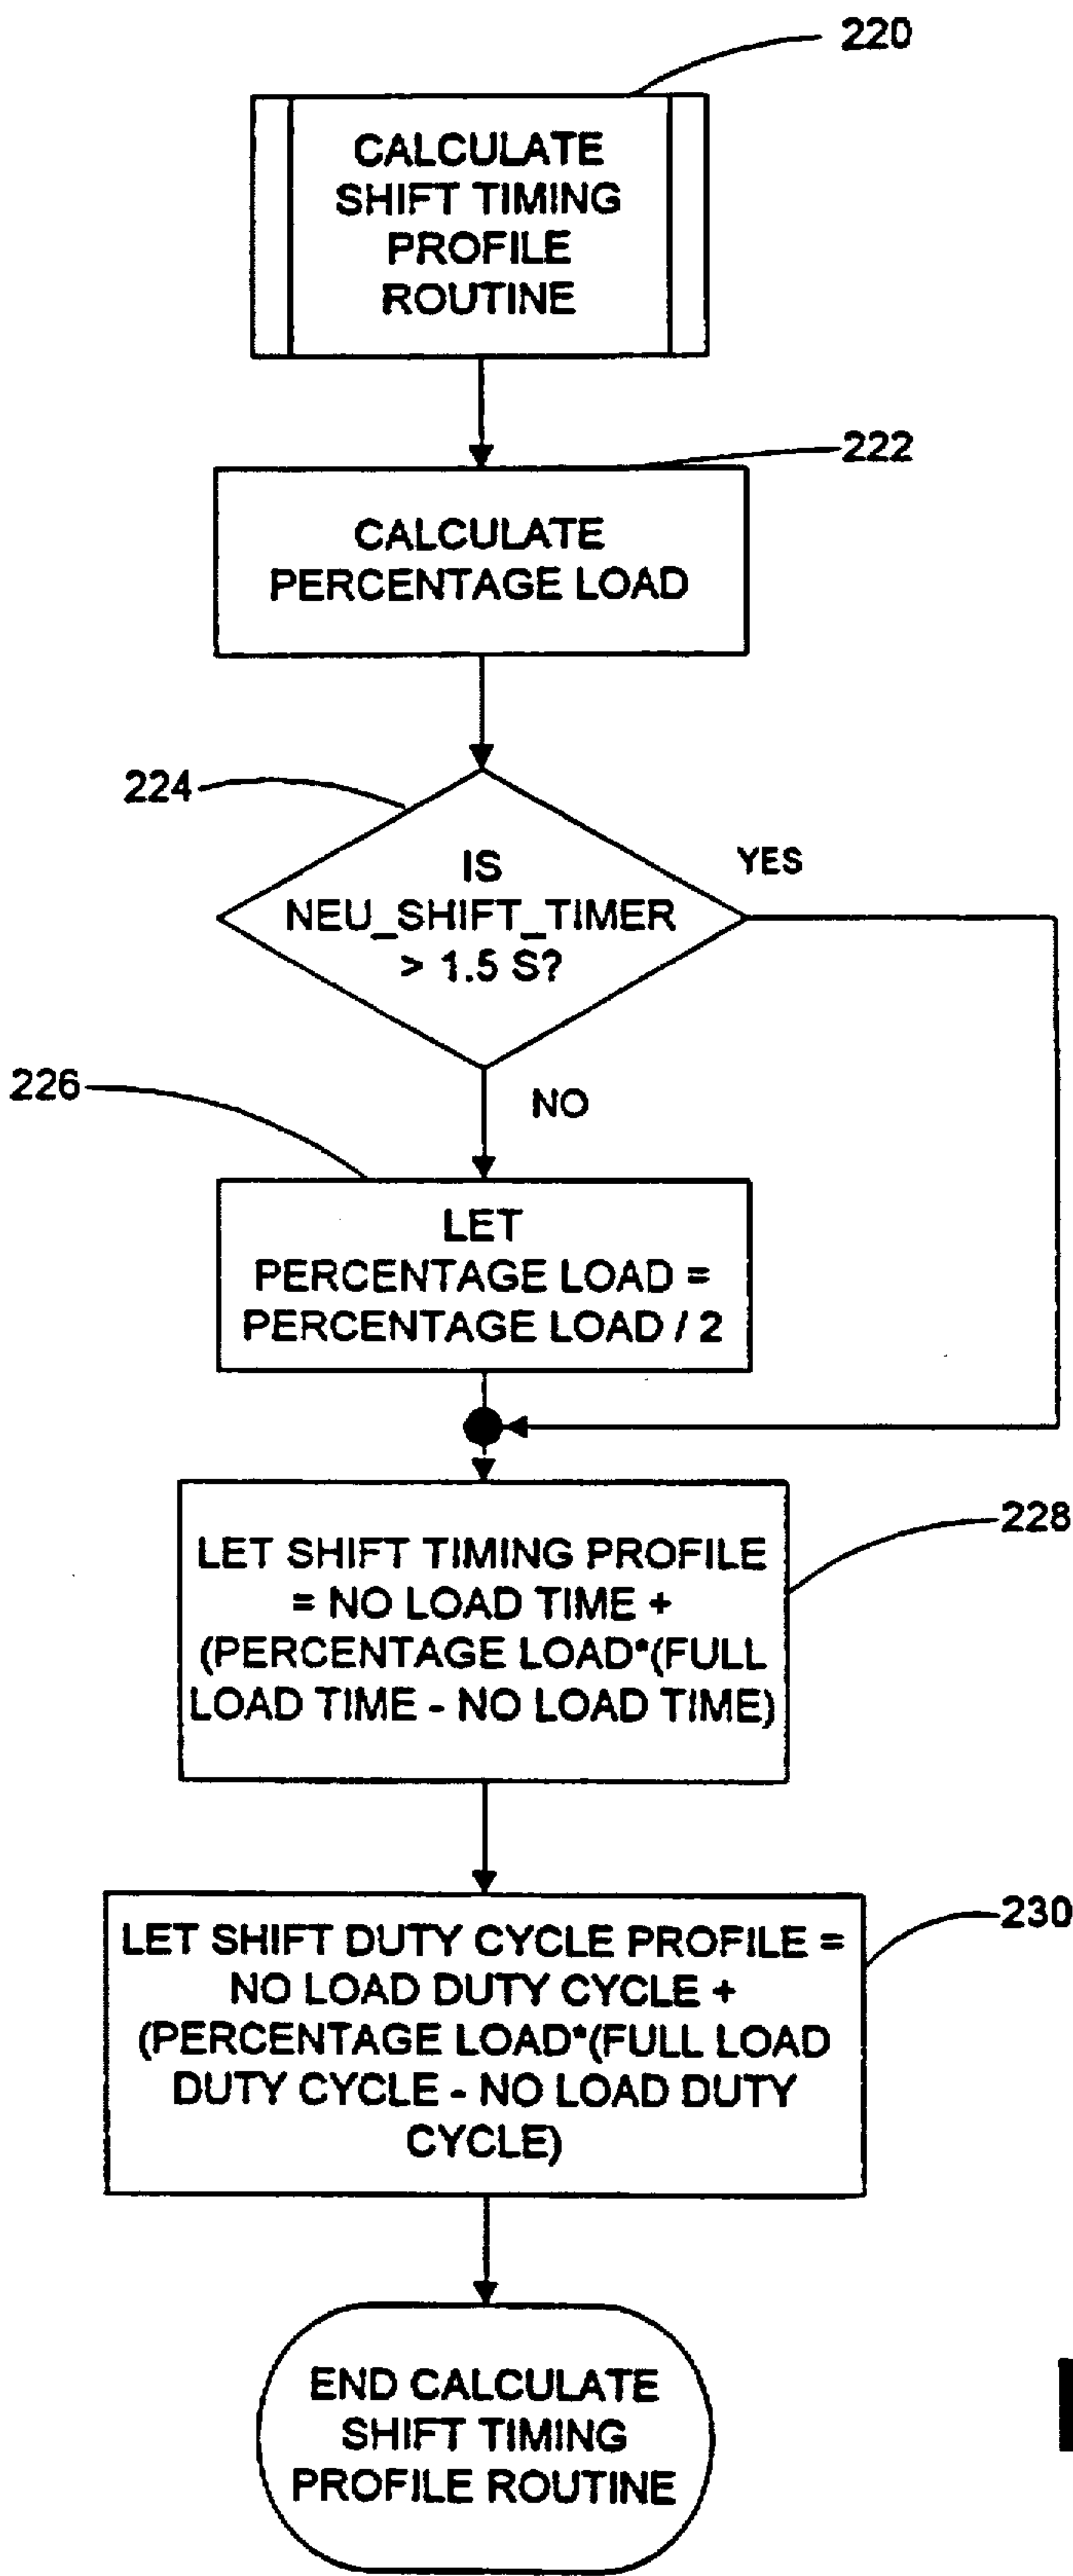 220
CALCULATE
SHIFT TIMING
PROFILE
ROUTINE
222
CALCULATE
PERCENTAGE LOAD
224
IS
NEU_SHIFT_TIMER
> 1.5 S?
YES
226
NO
LET
PERCENTAGE LOAD =
PERCENTAGE LOAD / 2
228
LET SHIFT TIMING PROFILE
= NO LOAD TIME +
(PERCENTAGE LOAD*(FULL
LOAD TIME - NO LOAD TIME)
230
LET SHIFT DUTY CYCLE PROFILE =
NO LOAD DUTY CYCLE +
(PERCENTAGE LOAD*(FULL LOAD
DUTY CYCLE - NO LOAD DUTY
CYCLE)
END CALCULATE
SHIFT TIMING
PROFILE ROUTINE